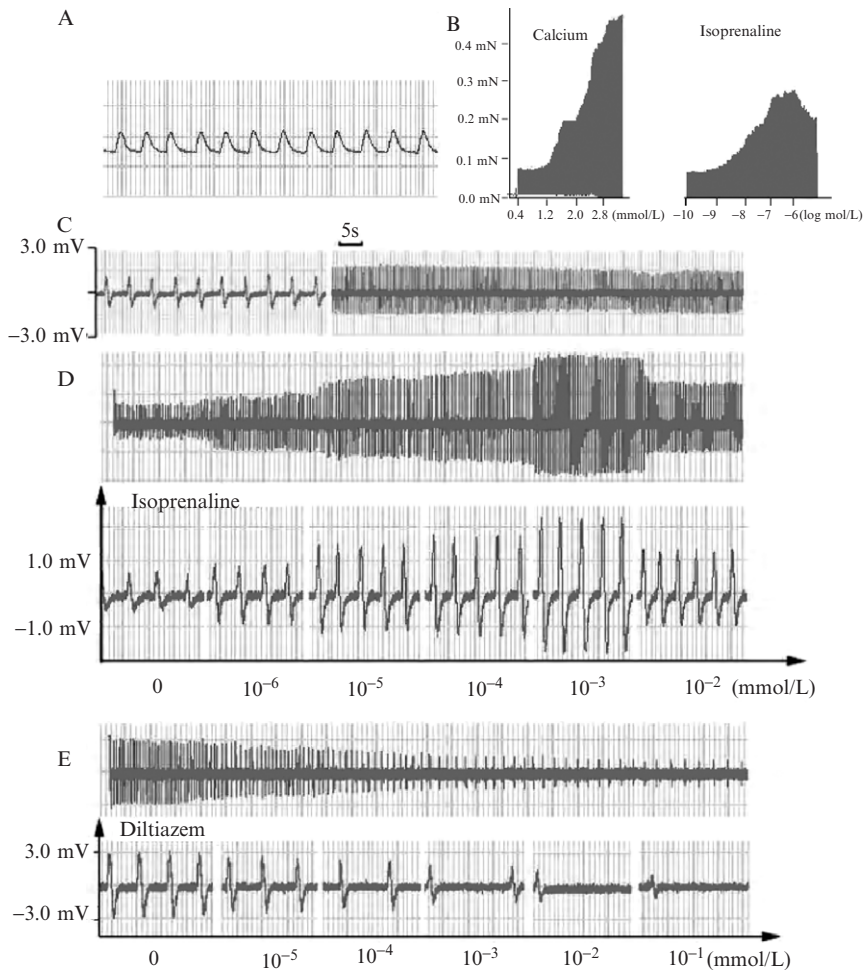 A
B
0.4 mN
0.3 mN
0.2 mN
0.1 mN
0.0 mN
Calcium
Isoprenaline
0.4 1.2 2.0 2.8 (mmol/L)
−10 −9 −8 −7 −6 (log mol/L)
C
5s
3.0 mV
−3.0 mV
D
Isoprenaline
1.0 mV
−1.0 mV
0 10⁻⁶ 10⁻⁵ 10⁻⁴ 10⁻³ 10⁻² (mmol/L)
E
Diltiazem
3.0 mV
−3.0 mV
0 10⁻⁵ 10⁻⁴ 10⁻³ 10⁻² 10⁻¹ (mmol/L)